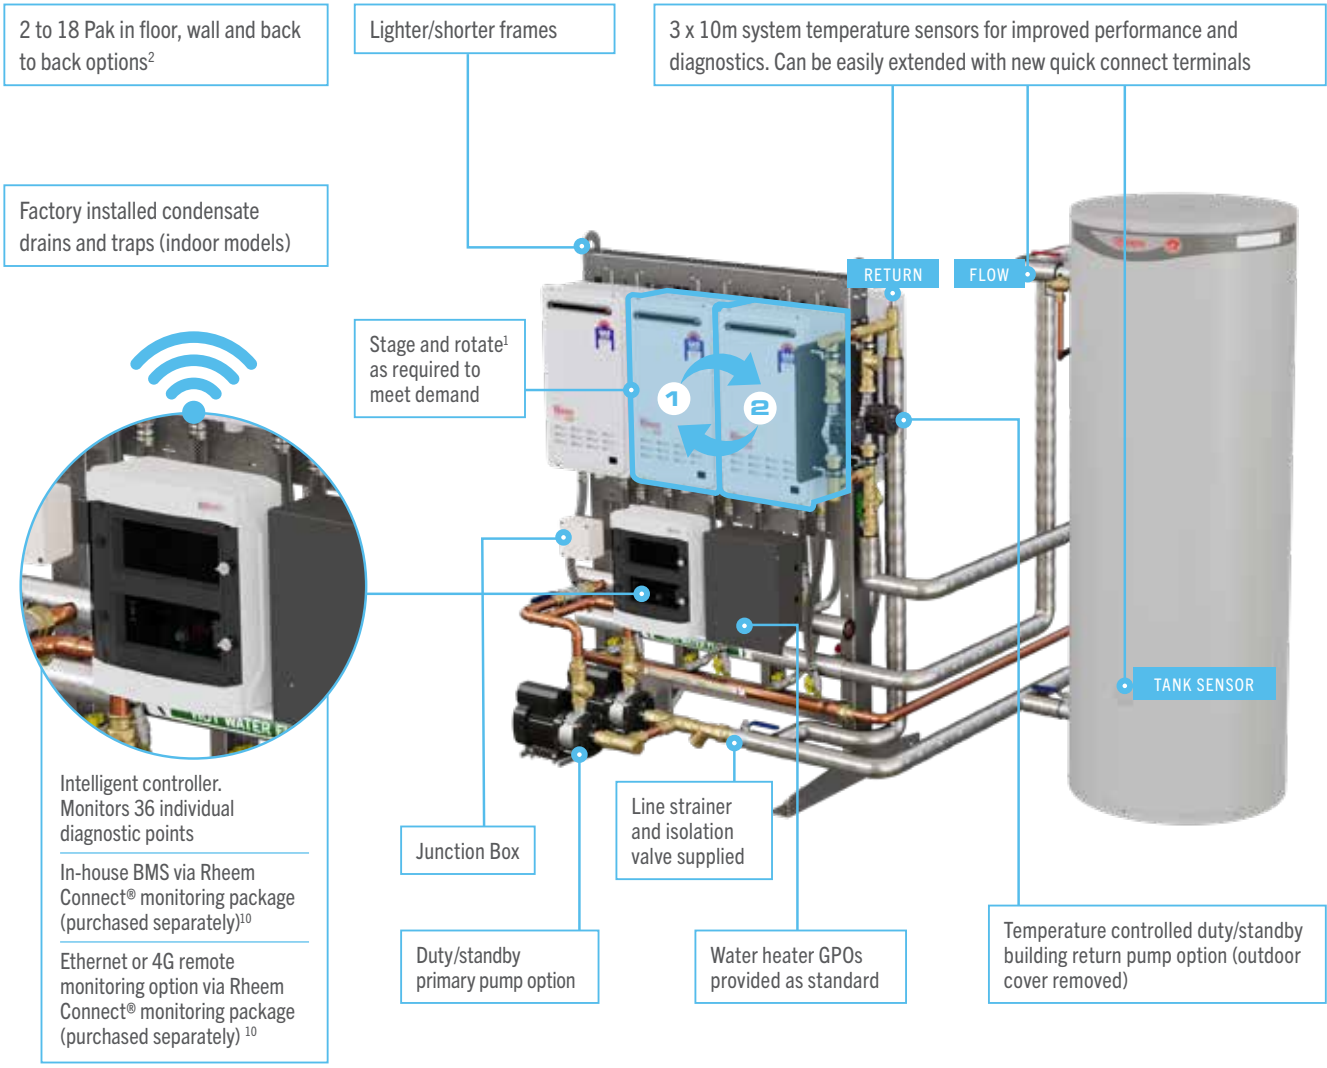 2 to 18 Pak in floor, wall and back
to back options²
Lighter/shorter frames
3 x 10m system temperature sensors for improved performance and
diagnostics. Can be easily extended with new quick connect terminals
Factory installed condensate
drains and traps (indoor models)
RETURN
FLOW
Stage and rotate¹
as required to
meet demand
1
2
TANK SENSOR
HOT WATER
Intelligent controller.
Monitors 36 individual
diagnostic points
In-house BMS via Rheem
Connect® monitoring package
(purchased separately)¹⁰
Ethernet or 4G remote
monitoring option via Rheem
Connect® monitoring package
(purchased separately) ¹⁰
Junction Box
Line strainer
and isolation
valve supplied
Duty/standby
primary pump option
Water heater GPOs
provided as standard
Temperature controlled duty/standby
building return pump option (outdoor
cover removed)